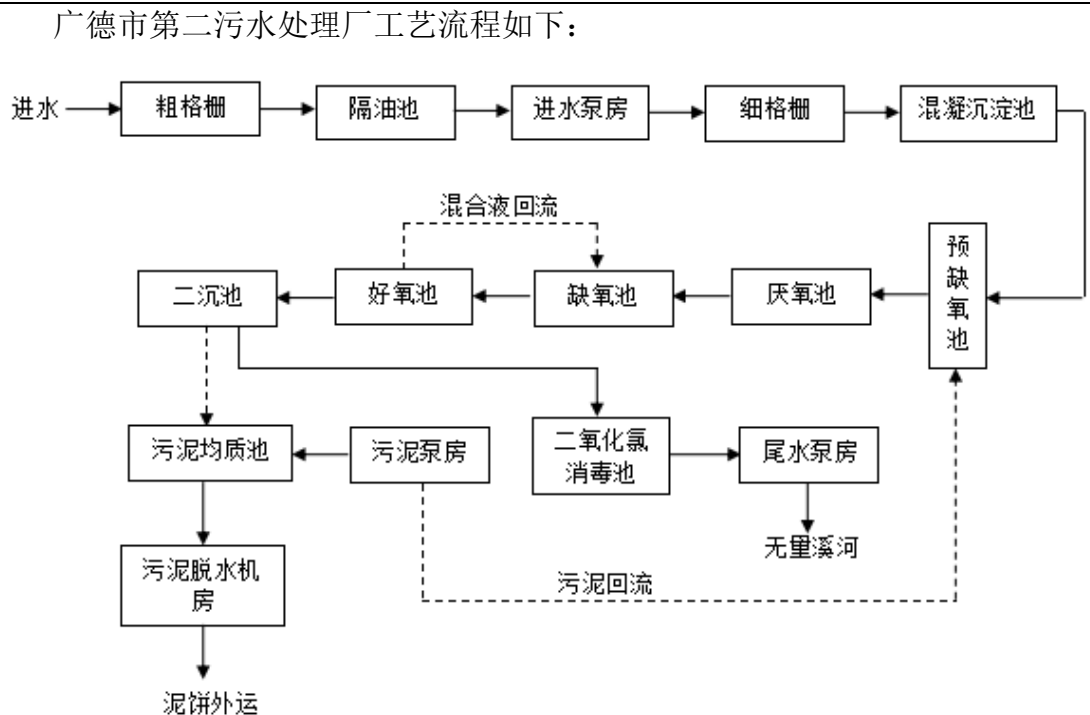 广德市第二污水处理厂工艺流程如下：
进水
粗格栅
隔油池
进水泵房
细格栅
混凝沉淀池
混合液回流
二沉池
好氧池
缺氧池
厌氧池
预
缺
氧
池
污泥均质池
污泥泵房
二氧化氯
消毒池
尾水泵房
无量溪河
污泥脱水机
房
污泥回流
泥饼外运